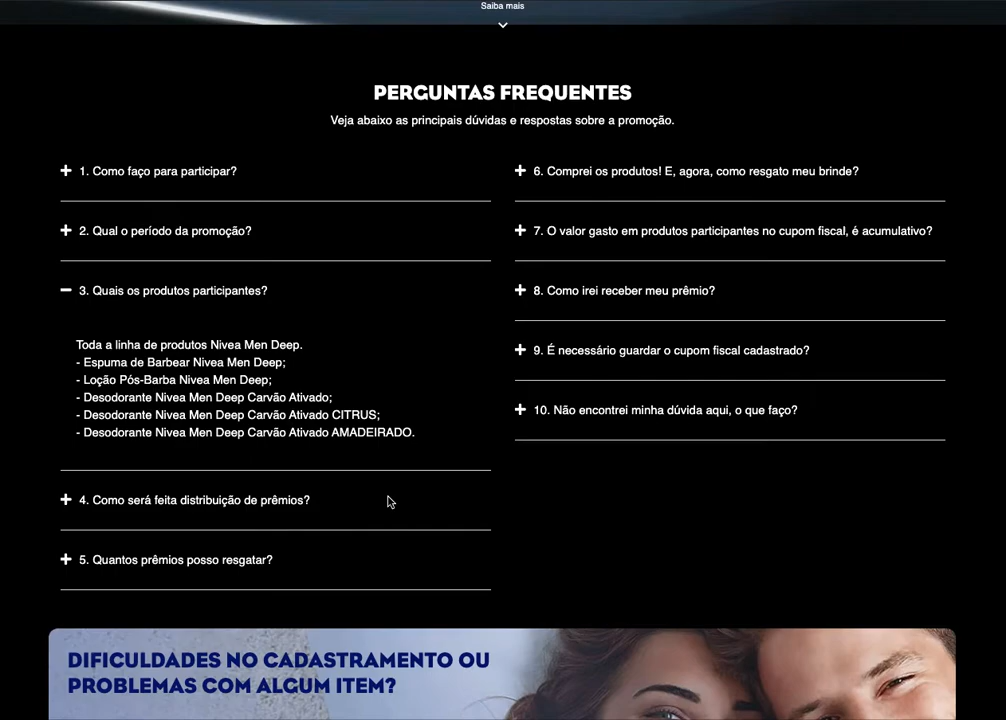 Saiba mais
PERGUNTAS FREQUENTES
Veja abaixo as principais dúvidas e respostas sobre a promoção.
1. Como faço para participar?
2. Qual o período da promoção?
3. Quais os produtos participantes?
Toda a linha de produtos Nivea Men Deep.
- Espuma de Barbear Nivea Men Deep;
- Loção Pós-Barba Nivea Men Deep;
- Desodorante Nivea Men Deep Carvão Ativado;
- Desodorante Nivea Men Deep Carvão Ativado CITRUS;
- Desodorante Nivea Men Deep Carvão Ativado AMADEIRADO.
4. Como será feita distribuição de prêmios?
5. Quantos prêmios posso resgatar?
6. Comprei os produtos! E, agora, como resgato meu brinde?
7. O valor gasto em produtos participantes no cupom fiscal, é acumulativo?
8. Como irei receber meu prêmio?
9. É necessário guardar o cupom fiscal cadastrado?
10. Não encontrei minha dúvida aqui, o que faço?
DIFICULDADES NO CADASTRAMENTO OU
PROBLEMAS COM ALGUM ITEM?